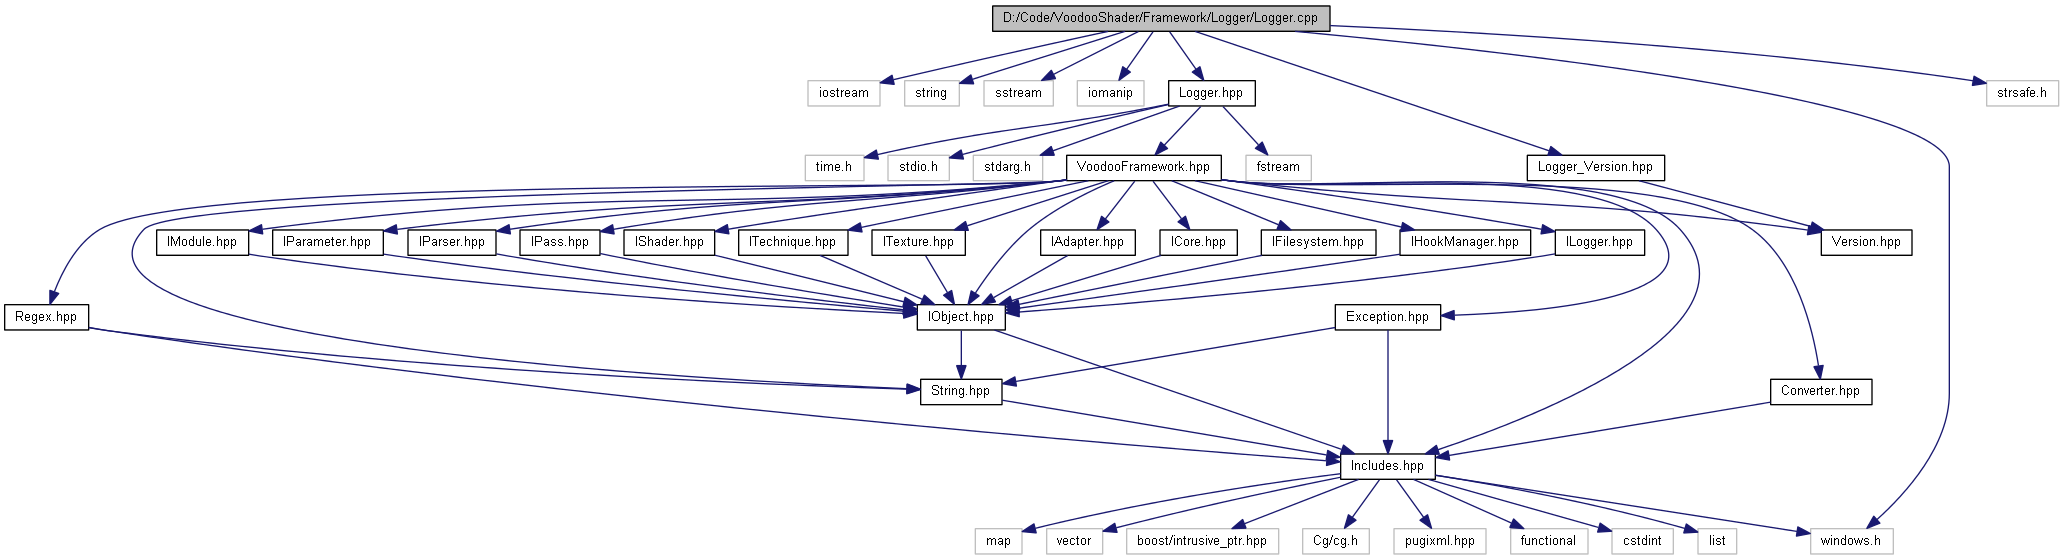 D:/Code/VoodooShader/Framework/Logger/Logger.cpp
iostream
string
sstream
iomanip
Logger.hpp
strsafe.h
time.h
stdio.h
stdarg.h
VoodooFramework.hpp
fstream
Logger_Version.hpp
IModule.hpp
IParameter.hpp
IParser.hpp
IPass.hpp
IShader.hpp
ITechnique.hpp
ITexture.hpp
IAdapter.hpp
ICore.hpp
IFilesystem.hpp
IHookManager.hpp
ILogger.hpp
Version.hpp
Regex.hpp
IObject.hpp
Exception.hpp
String.hpp
Converter.hpp
Includes.hpp
map
vector
boost/intrusive_ptr.hpp
Cg/cg.h
pugixml.hpp
functional
cstdint
list
windows.h